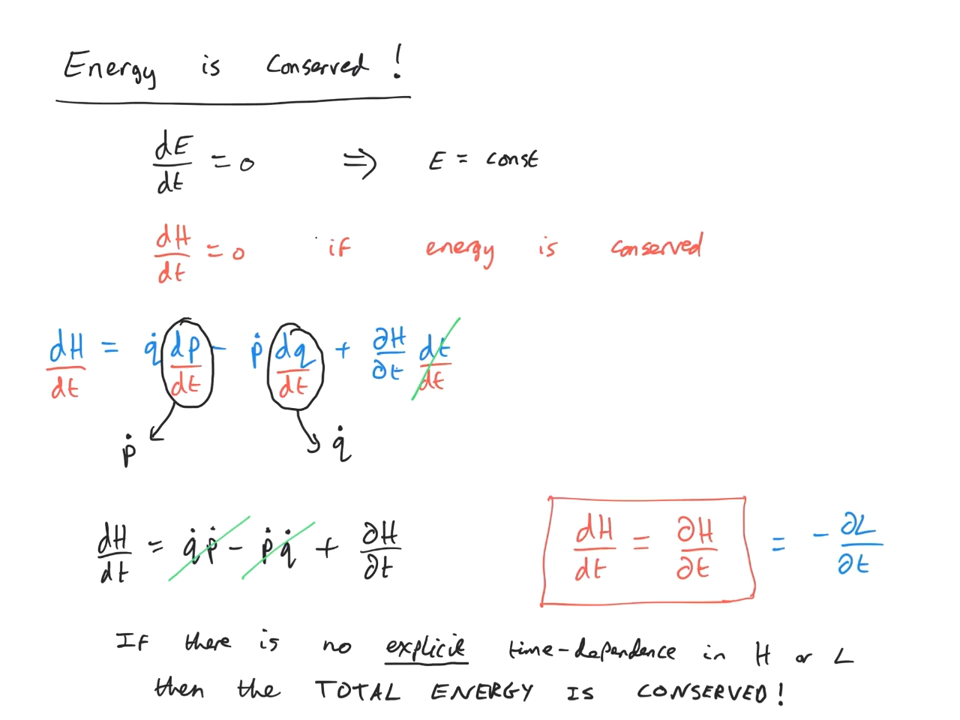 Energy is Conserved!
dE/dt = 0 ⇒ E = const
dH/dt = 0 if energy is conserved
dH/dt = q̇ dp/dt - ṗ dq/dt + ∂H/∂t dt/dt
ṗ q̇
dH/dt = q̇ṗ - ṗq̇ + ∂H/∂t
dH/dt = ∂H/∂t = - ∂L/∂t
If there is no explicit time-dependence in H or L
then the TOTAL ENERGY IS CONSERVED!